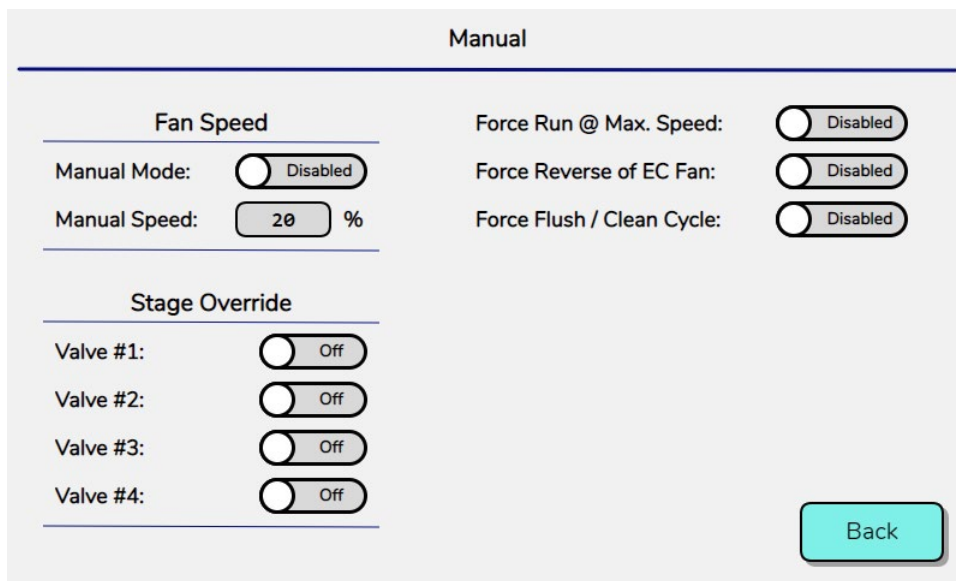 Manual
Fan Speed
Manual Mode: Disabled
Manual Speed: 20 %
Stage Override
Valve #1: Off
Valve #2: Off
Valve #3: Off
Valve #4: Off
Force Run @ Max. Speed: Disabled
Force Reverse of EC Fan: Disabled
Force Flush / Clean Cycle: Disabled
Back